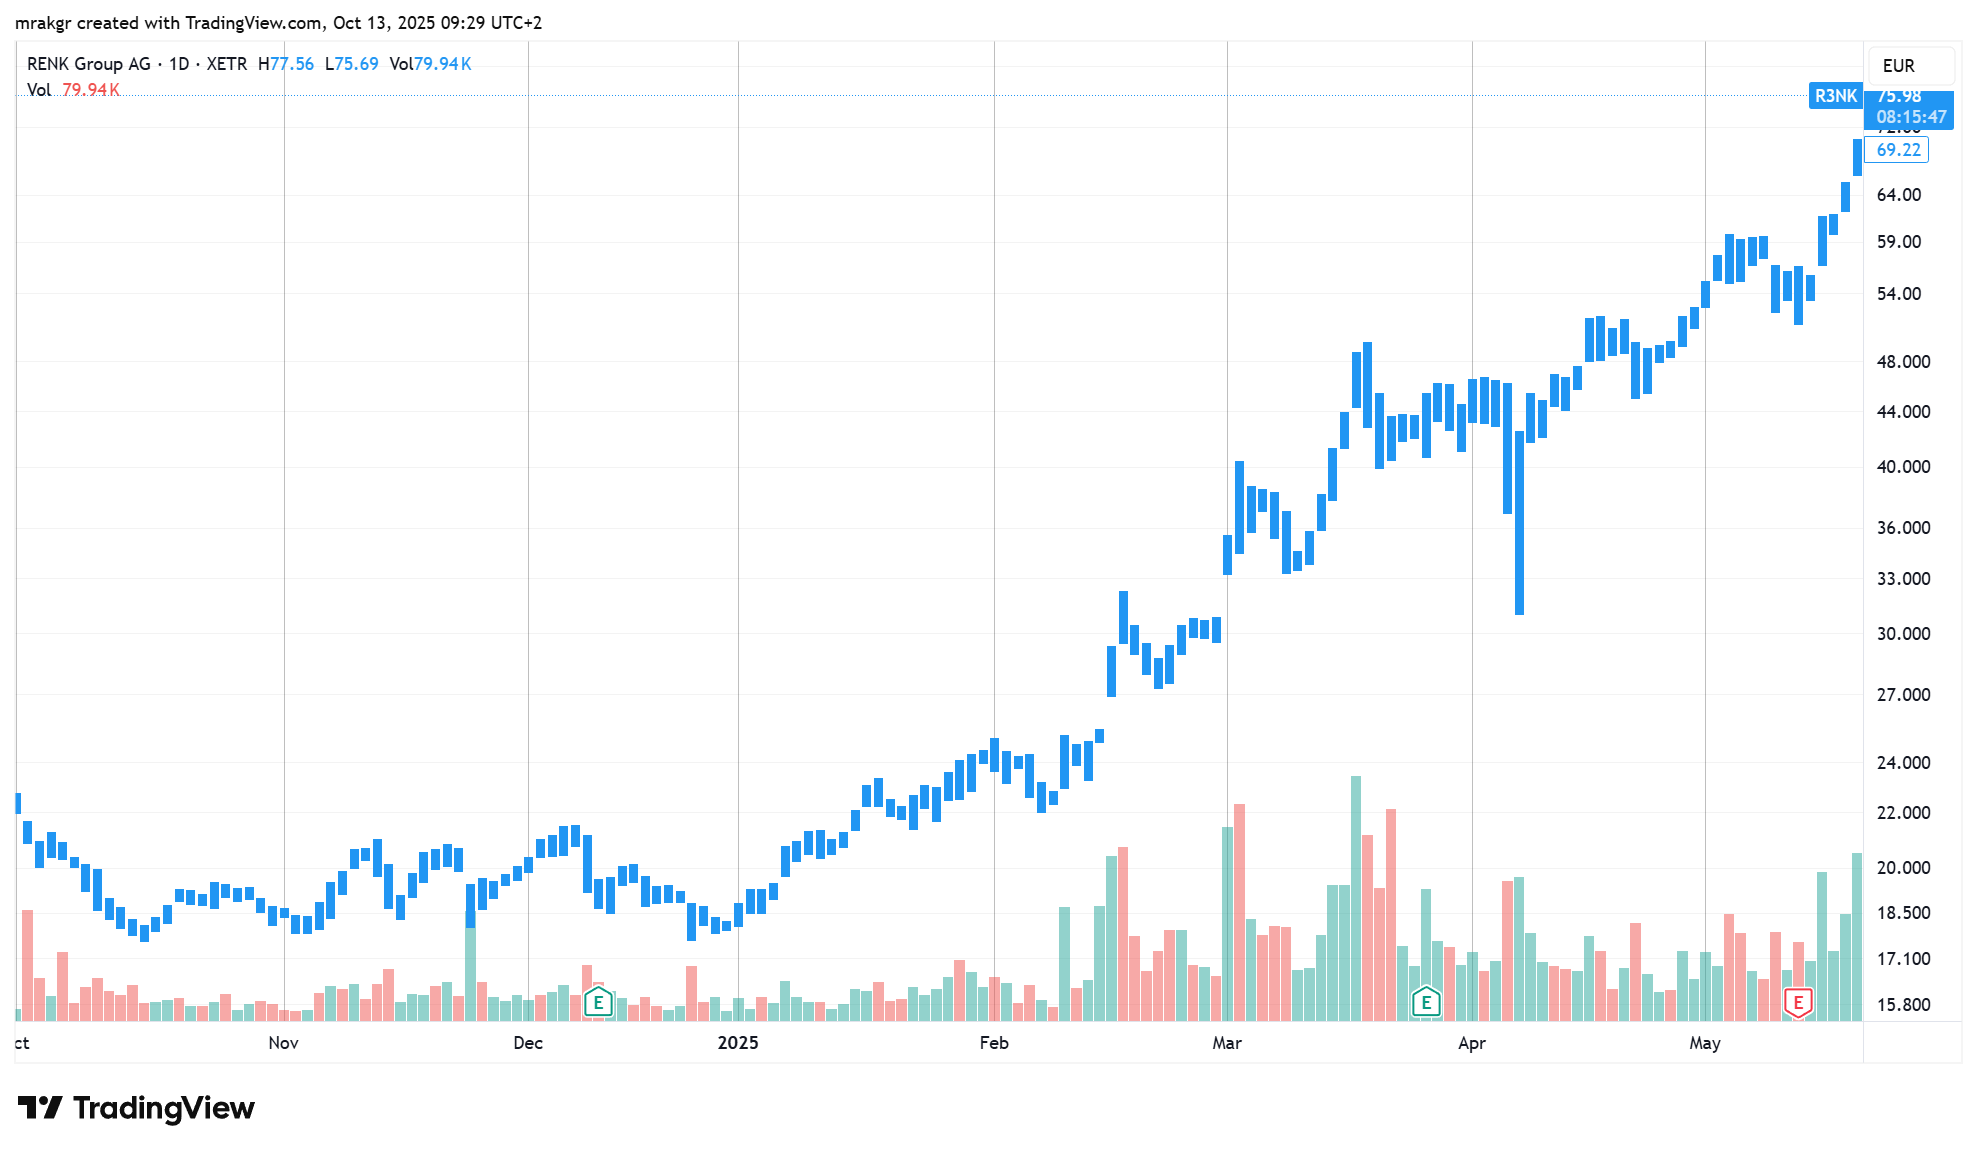 mrakgr created with TradingView.com, Oct 13, 2025 09:29 UTC+2
RENK Group AG · 1D · XETR H77.56 L75.69 Vol79.94K
Vol 79.94K
EUR
R3NK 75.98
08:15:47
69.22
64.00
59.00
54.00
48.000
44.000
40.000
36.000
33.000
30.000
27.000
24.000
22.000
20.000
18.500
17.100
15.800
E E E
ct Nov Dec 2025 Feb Mar Apr May
TradingView